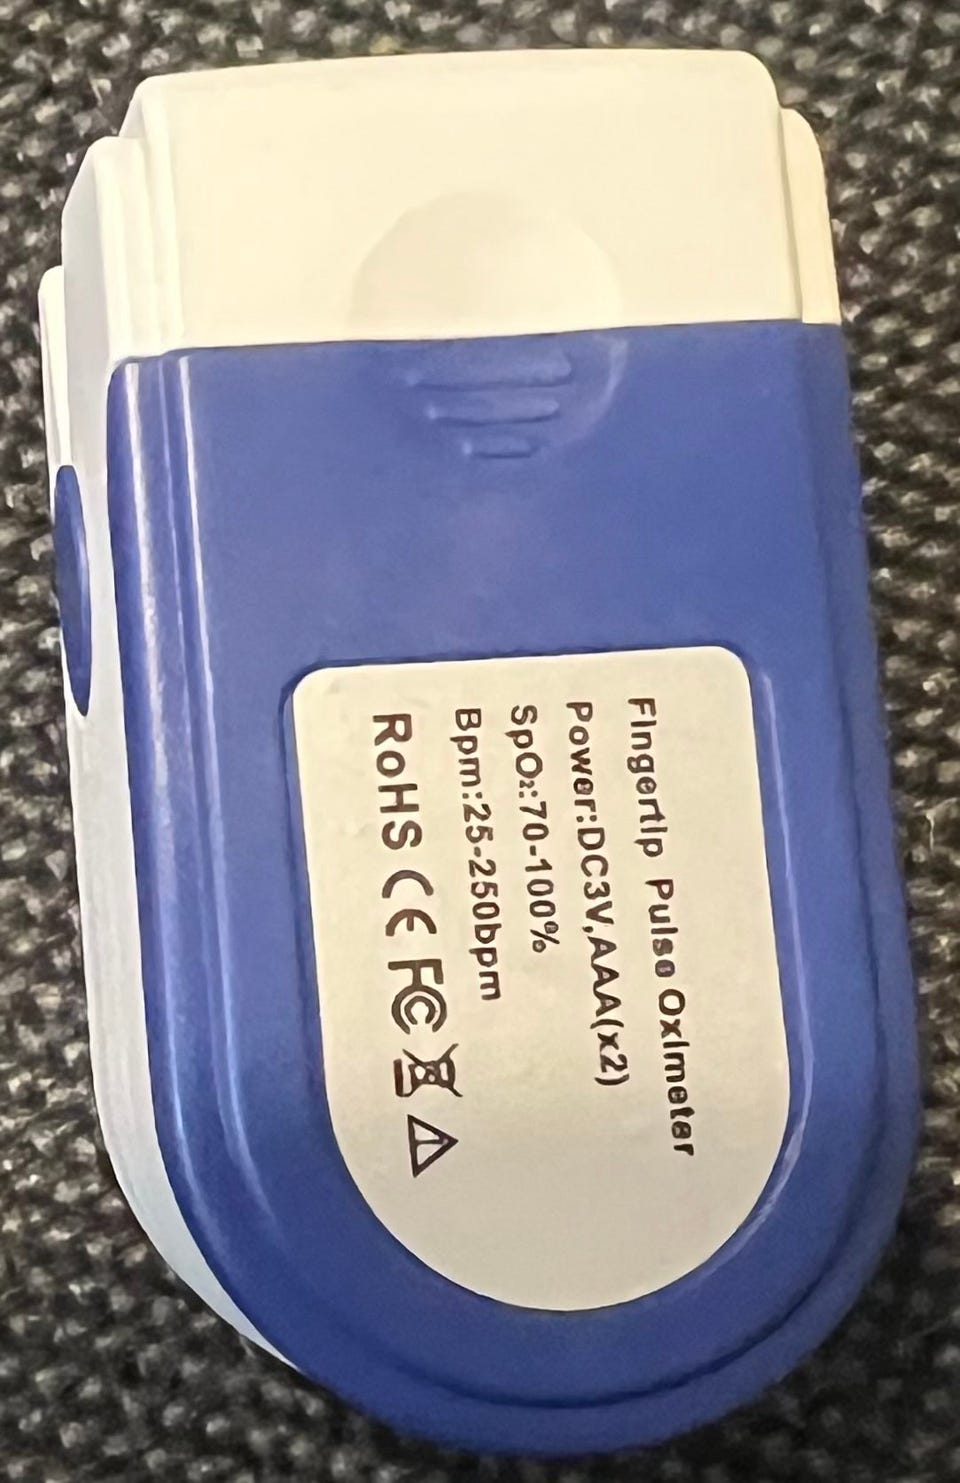 Fingertip Pulse Oximeter
Power:DC3V,AAA(x2)
SpO₂:70-100%
Bpm:25-250bpm
RoHS CE FC